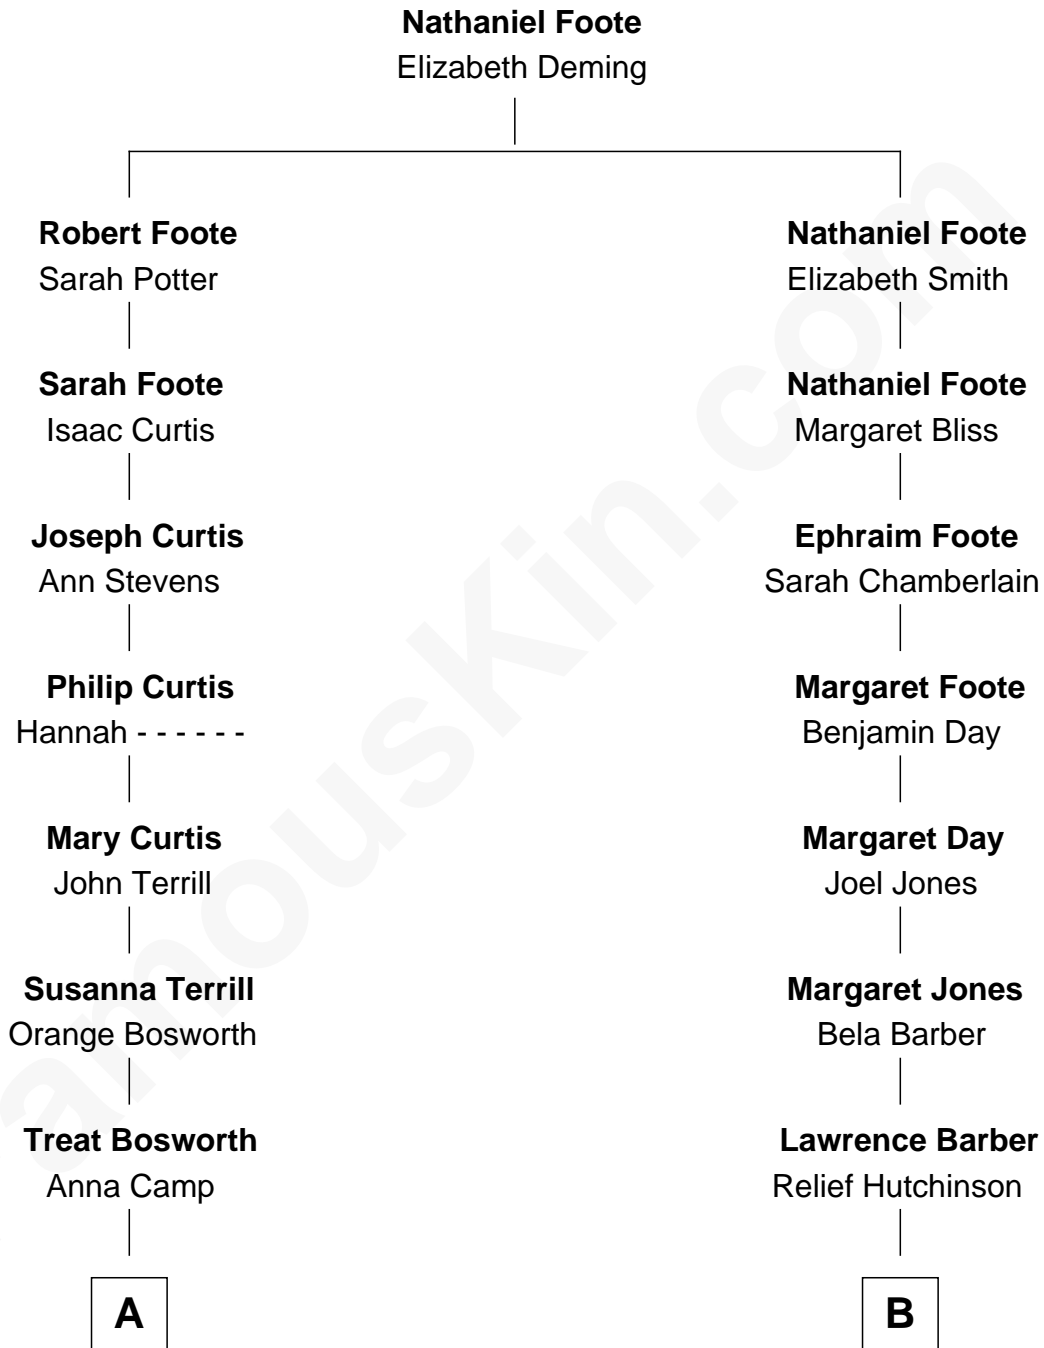 Nathaniel Foote
Elizabeth Deming
Robert Foote
Sarah Potter
Nathaniel Foote
Elizabeth Smith
Sarah Foote
Isaac Curtis
Nathaniel Foote
Margaret Bliss
Joseph Curtis
Ann Stevens
Ephraim Foote
Sarah Chamberlain
Philip Curtis
Hannah - - - - - -
Margaret Foote
Benjamin Day
Mary Curtis
John Terrill
Margaret Day
Joel Jones
Susanna Terrill
Orange Bosworth
Margaret Jones
Bela Barber
Treat Bosworth
Anna Camp
Lawrence Barber
Relief Hutchinson
A
B
amousKin.com